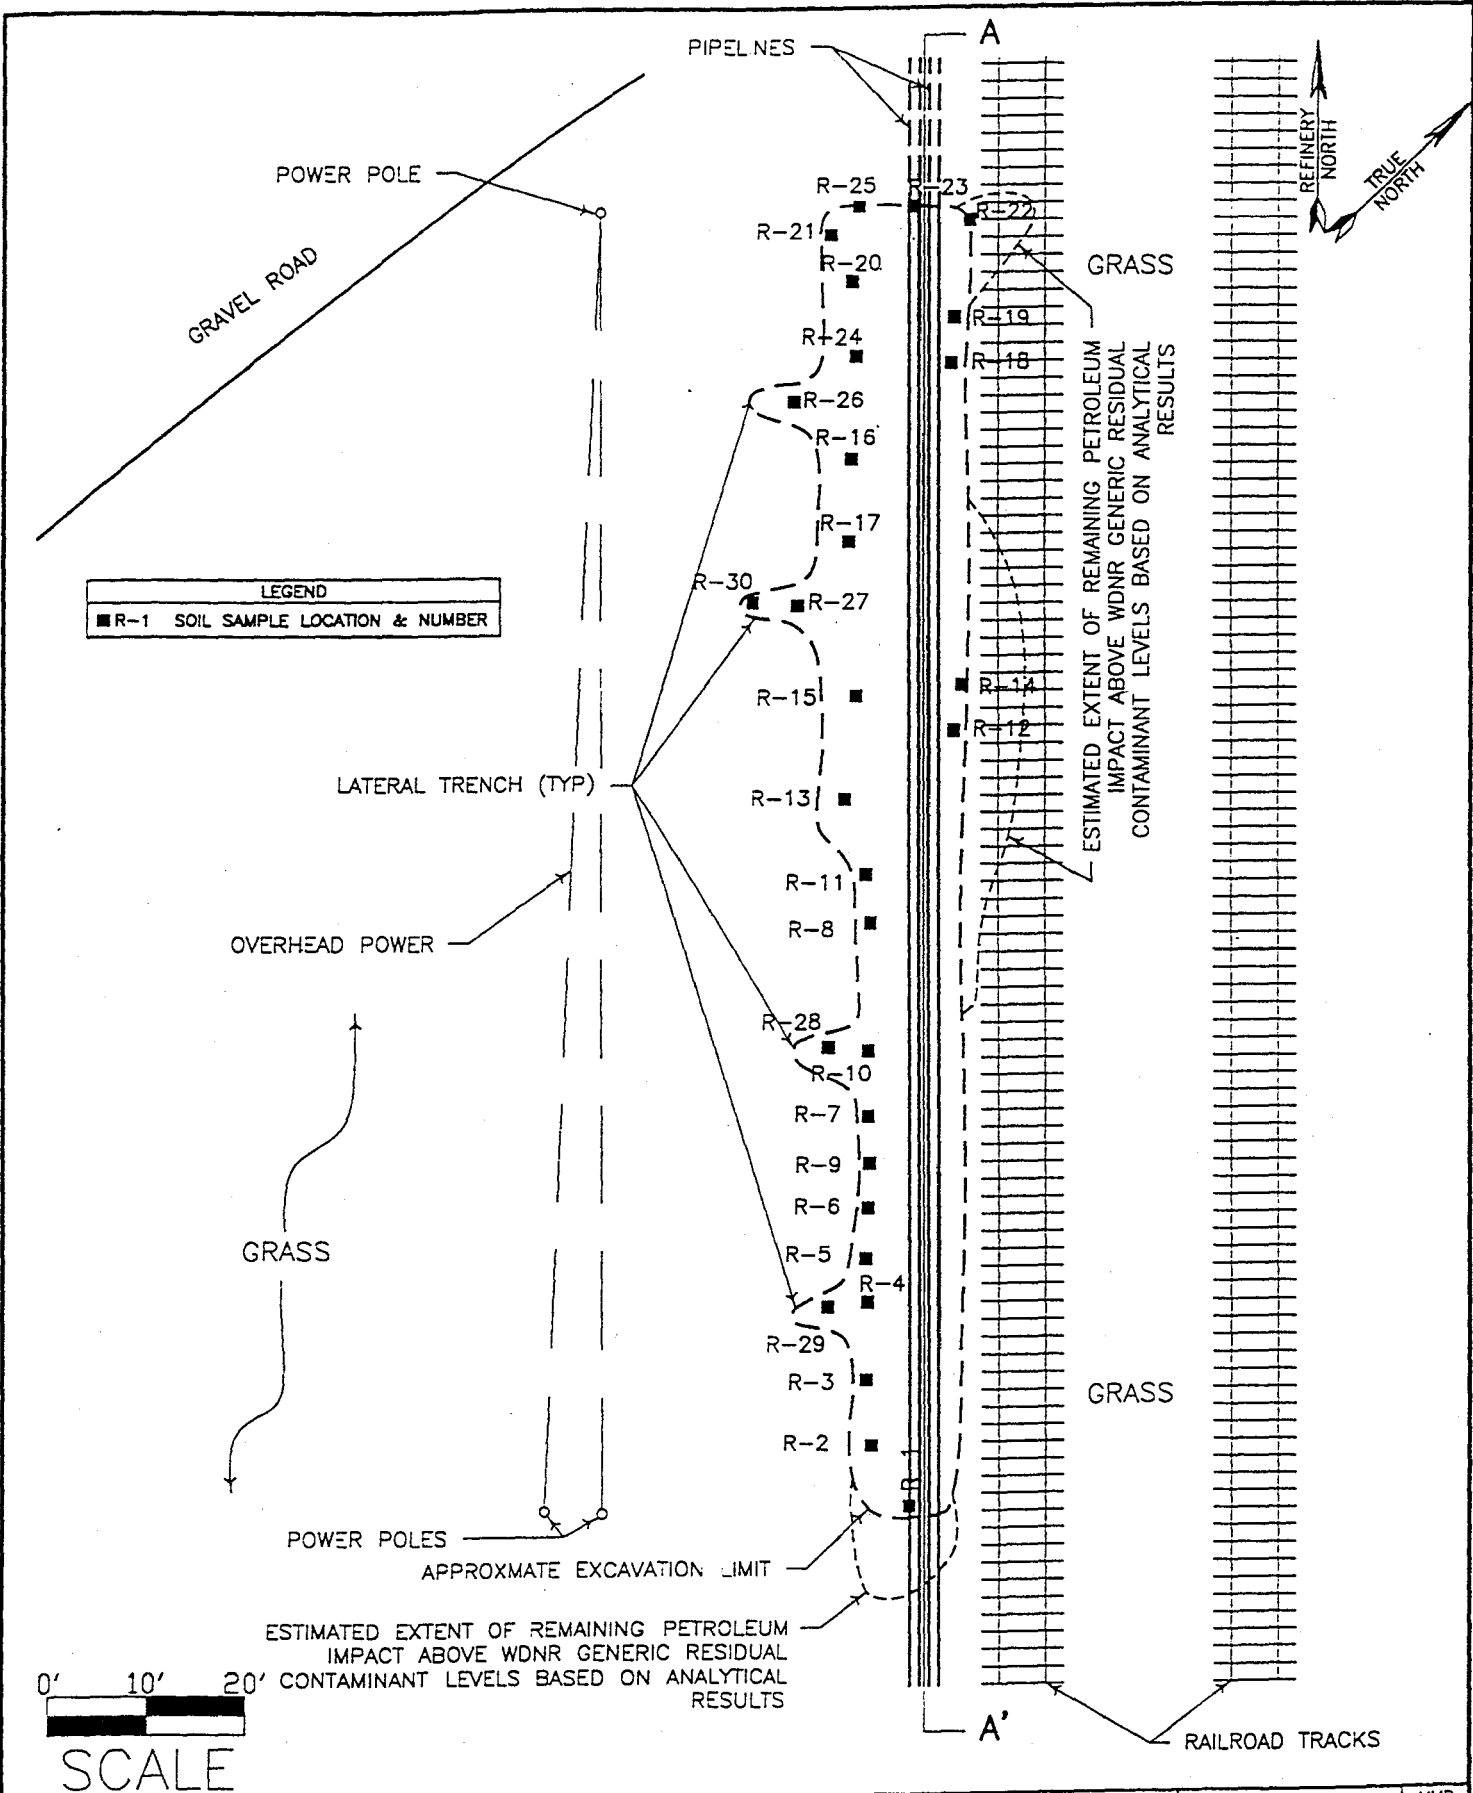 A
PIPEL NES
POWER POLE
REFINERY
NORTH
TRUE
NORTH
R-25
R-23
R-22
R-21
R-20
GRAVEL ROAD
GRASS
R-19
R-24
R-18
R-26
R-16
R-17
ESTIMATED EXTENT OF REMAINING PETROLEUM
IMPACT ABOVE WDNR GENERIC RESIDUAL
CONTAMINANT LEVELS BASED ON ANALYTICAL
RESULTS
LEGEND
R-1 SOIL SAMPLE LOCATION & NUMBER
R-30
R-27
R-15
R-14
R-12
LATERAL TRENCH (TYP)
R-13
R-11
R-8
OVERHEAD POWER
R-28
R-10
R-7
R-9
R-6
R-5
GRASS
R-4
R-29
R-3
GRASS
R-2
R-1
POWER POLES
APPROXMATE EXCAVATION LIMIT
ESTIMATED EXTENT OF REMAINING PETROLEUM
IMPACT ABOVE WDNR GENERIC RESIDUAL
CONTAMINANT LEVELS BASED ON ANALYTICAL
RESULTS
0' 10' 20'
SCALE
A'
RAILROAD TRACKS